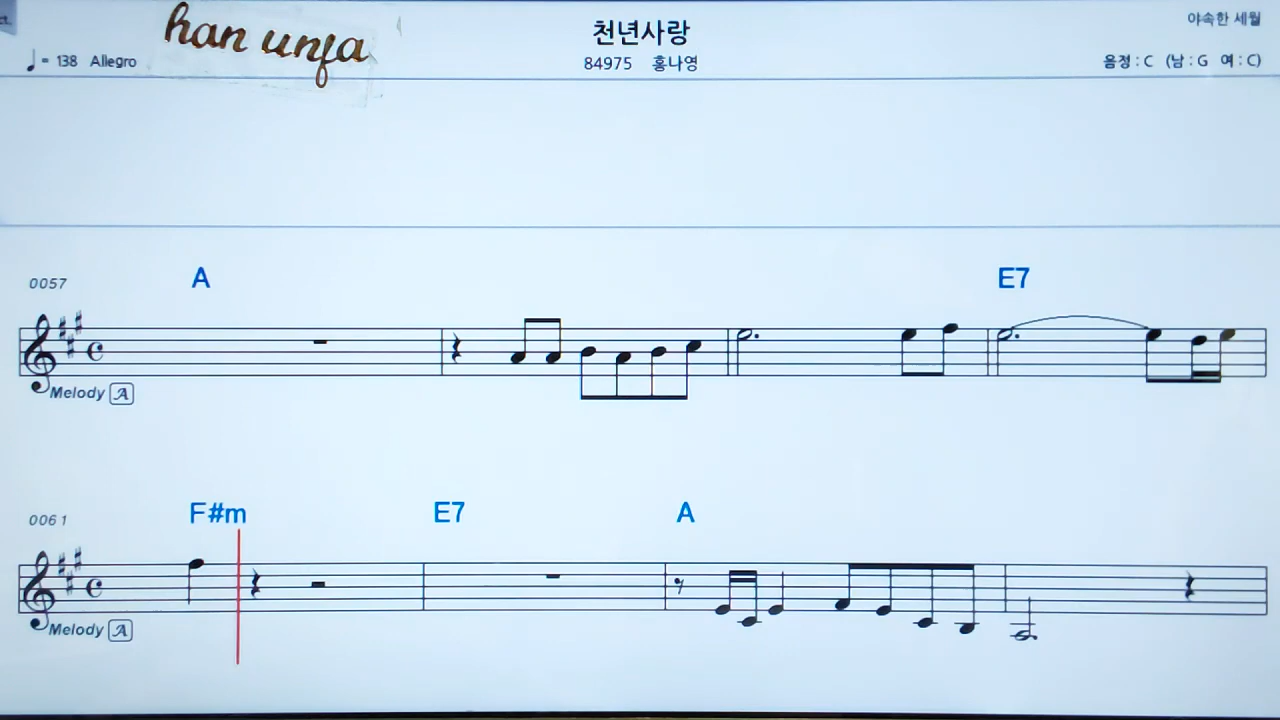 ct.
han unja
천년사랑
야속한 세월
♩= 138 Allegro
84975 홍나영
음정 : C (남 : G 여 : C)
0057
A
E7
Melody A
0061
F#m
E7
A
Melody A